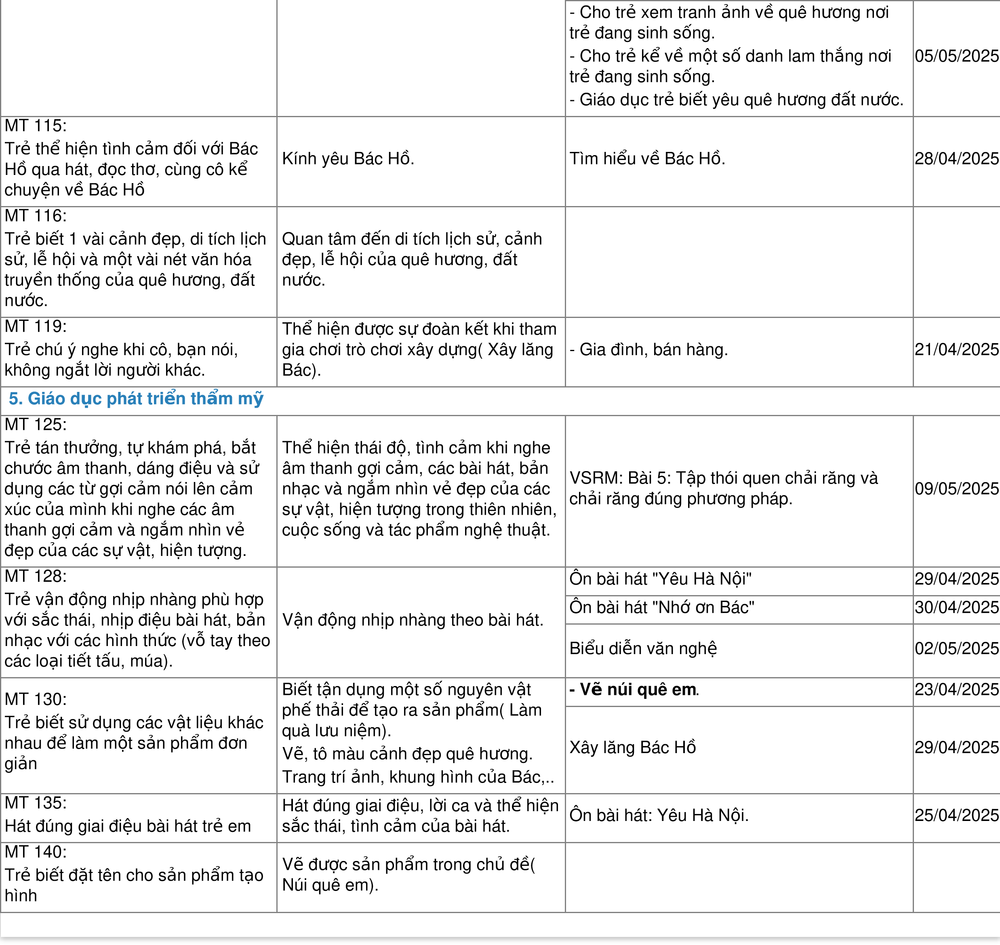 - Cho trẻ xem tranh ảnh về quê hương nơi
trẻ đang sinh sống.
- Cho trẻ kể về một số danh lam thắng nơi
trẻ đang sinh sống.
- Giáo dục trẻ biết yêu quê hương đất nước.
05/05/2025
MT 115:
Trẻ thể hiện tình cảm đối với Bác
Hồ qua hát, đọc thơ, cùng cô kể
chuyện về Bác Hồ
Kính yêu Bác Hồ.
Tìm hiểu về Bác Hồ.
28/04/2025
MT 116:
Trẻ biết 1 vài cảnh đẹp, di tích lịch
sử, lễ hội và một vài nét văn hóa
truyền thống của quê hương, đất
nước.
Quan tâm đến di tích lịch sử, cảnh
đẹp, lễ hội của quê hương, đất
nước.
MT 119:
Trẻ chú ý nghe khi cô, bạn nói,
không ngắt lời người khác.
Thể hiện được sự đoàn kết khi tham
gia chơi trò chơi xây dựng( Xây lăng
Bác).
- Gia đình, bán hàng.
21/04/2025
5. Giáo dục phát triển thẩm mỹ
MT 125:
Trẻ tán thưởng, tự khám phá, bắt
chước âm thanh, dáng điệu và sử
dụng các từ gợi cảm nói lên cảm
xúc của mình khi nghe các âm
thanh gợi cảm và ngắm nhìn vẻ
đẹp của các sự vật, hiện tượng.
Thể hiện thái độ, tình cảm khi nghe
âm thanh gợi cảm, các bài hát, bản
nhạc và ngắm nhìn vẻ đẹp của các
sự vật, hiện tượng trong thiên nhiên,
cuộc sống và tác phẩm nghệ thuật.
VSRM: Bài 5: Tập thói quen chải răng và
chải răng đúng phương pháp.
09/05/2025
MT 128:
Trẻ vận động nhịp nhàng phù hợp
với sắc thái, nhịp điệu bài hát, bản
nhạc với các hình thức (vỗ tay theo
các loại tiết tấu, múa).
Vận động nhịp nhàng theo bài hát.
Ôn bài hát "Yêu Hà Nội"
29/04/2025
Ôn bài hát "Nhớ ơn Bác"
30/04/2025
Biểu diễn văn nghệ
02/05/2025
MT 130:
Trẻ biết sử dụng các vật liệu khác
nhau để làm một sản phẩm đơn
giản
Biết tận dụng một số nguyên vật
phế thải để tạo ra sản phẩm( Làm
quà lưu niệm).
Vẽ, tô màu cảnh đẹp quê hương.
Trang trí ảnh, khung hình của Bác,..
- Vẽ núi quê em.
23/04/2025
Xây lăng Bác Hồ
29/04/2025
MT 135:
Hát đúng giai điệu bài hát trẻ em
Hát đúng giai điệu, lời ca và thể hiện
sắc thái, tình cảm của bài hát.
Ôn bài hát: Yêu Hà Nội.
25/04/2025
MT 140:
Trẻ biết đặt tên cho sản phẩm tạo
hình
Vẽ được sản phẩm trong chủ đề(
Núi quê em).